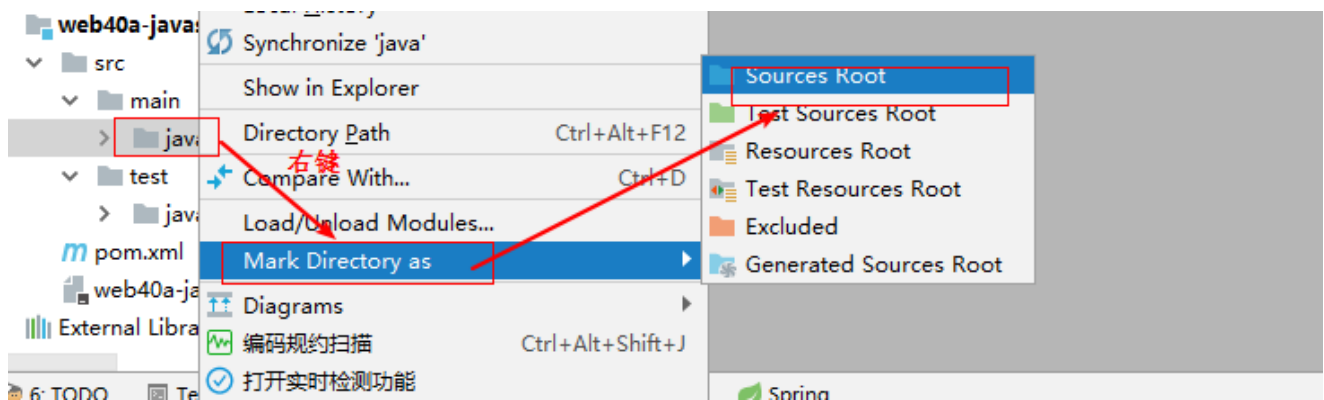 web40a-javas
src
main
java
test
java
pom.xml
web40a-ja
External Libra
6: TODO
Te
Synchronize 'java'
Show in Explorer
Directory Path Ctrl+Alt+F12
右键
Compare With... Ctrl+D
Load/Unload Modules...
Mark Directory as
Diagrams
编码规约扫描 Ctrl+Alt+Shift+J
打开实时检测功能
Sources Root
Test Sources Root
Resources Root
Test Resources Root
Excluded
Generated Sources Root
Spring